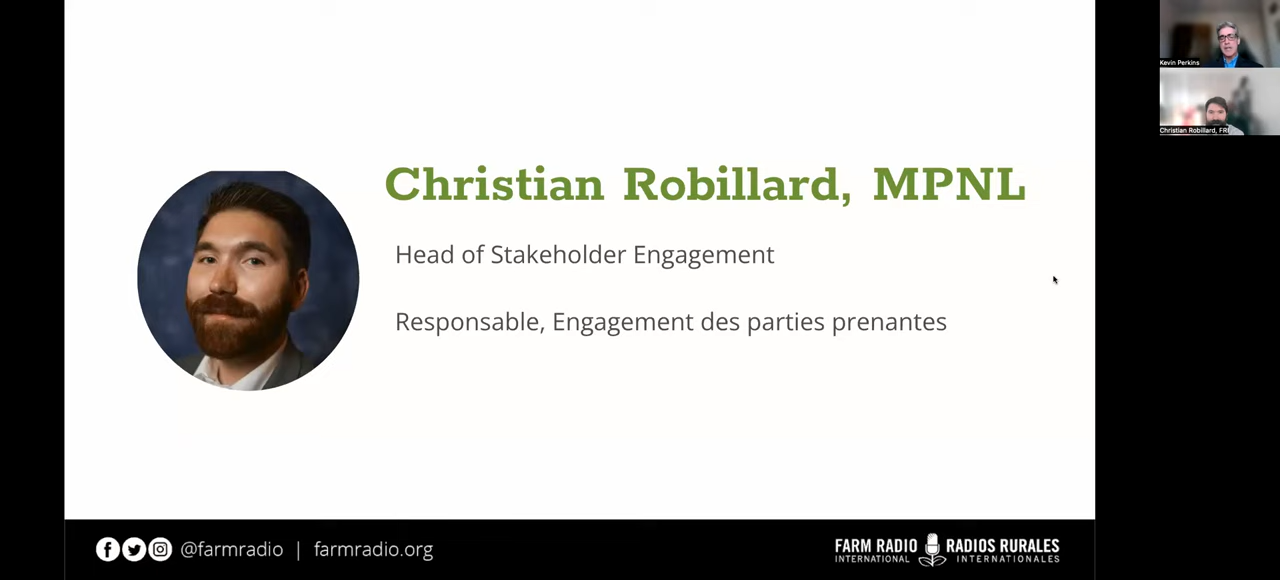 Christian Robillard, MPNL
Head of Stakeholder Engagement
Responsable, Engagement des parties prenantes
@farmradio | farmradio.org
FARM RADIO RADIOS RURALES
INTERNATIONAL INTERNATIONALES
Kevin Perkins
Christian Robillard, FRI